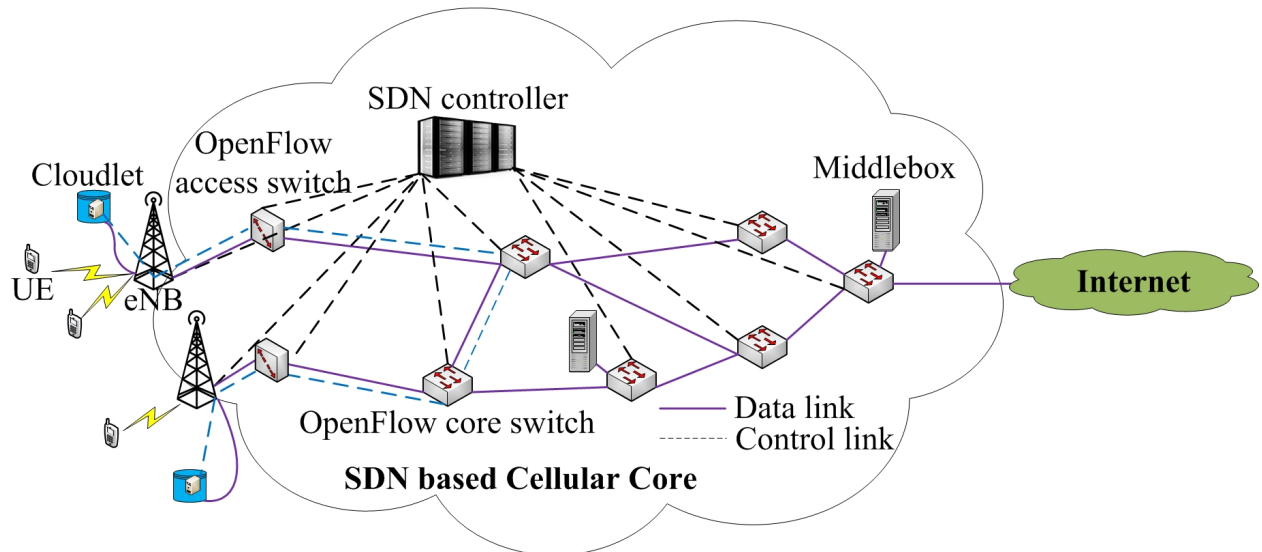 SDN controller
OpenFlow
access switch
Cloudlet
Middlebox
UE
eNB
Internet
OpenFlow core switch
Data link
Control link
SDN based Cellular Core